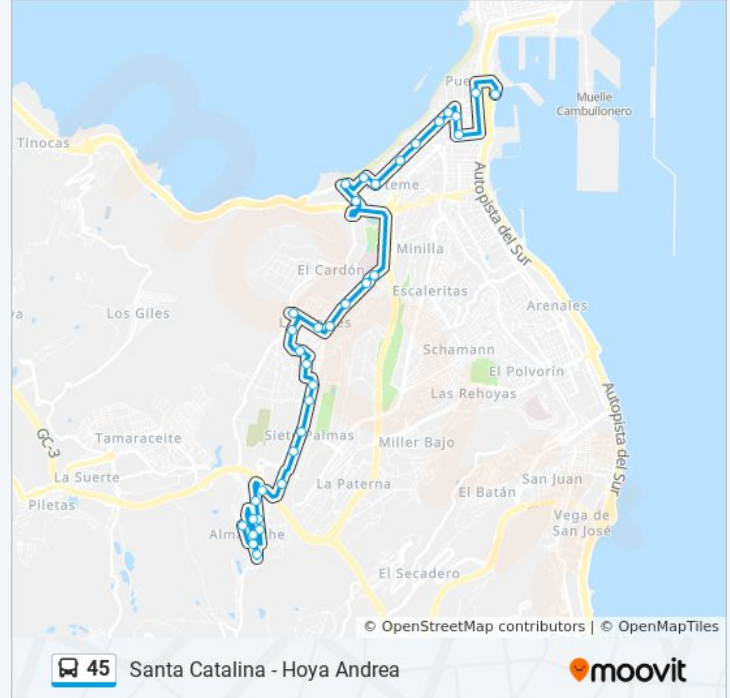 Tinocas
Muelle
Cambullonero
Autopista del Sur
Minilla
El Cardón
Escaleritas
Los Giles
Arenales
Schamann
El Polvorín
Las Rehoyas
Autopista del Sur
GC-3
Tamaraceite
Siete Palmas
Miller Bajo
La Suerte
La Paterna
San Juan
El Batán
Piletas
Vega de
San José
El Secadero
© OpenStreetMap contributors | © OpenMapTiles
45 Santa Catalina - Hoya Andrea
moovit